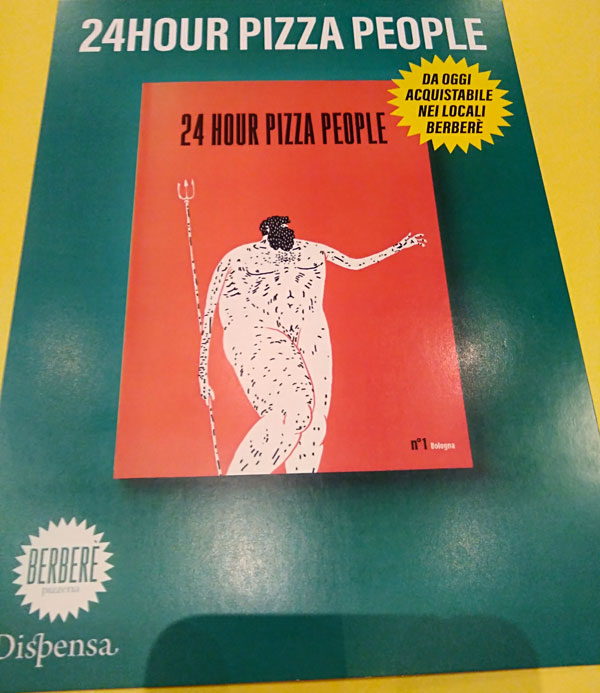 24HOUR PIZZA PEOPLE
DA OGGI
ACQUISTABILE
NEI LOCALI
BERBERÈ
24 HOUR PIZZA PEOPLE
n°1 Bologna
BERBERÈ
pizzeria
Dispensa